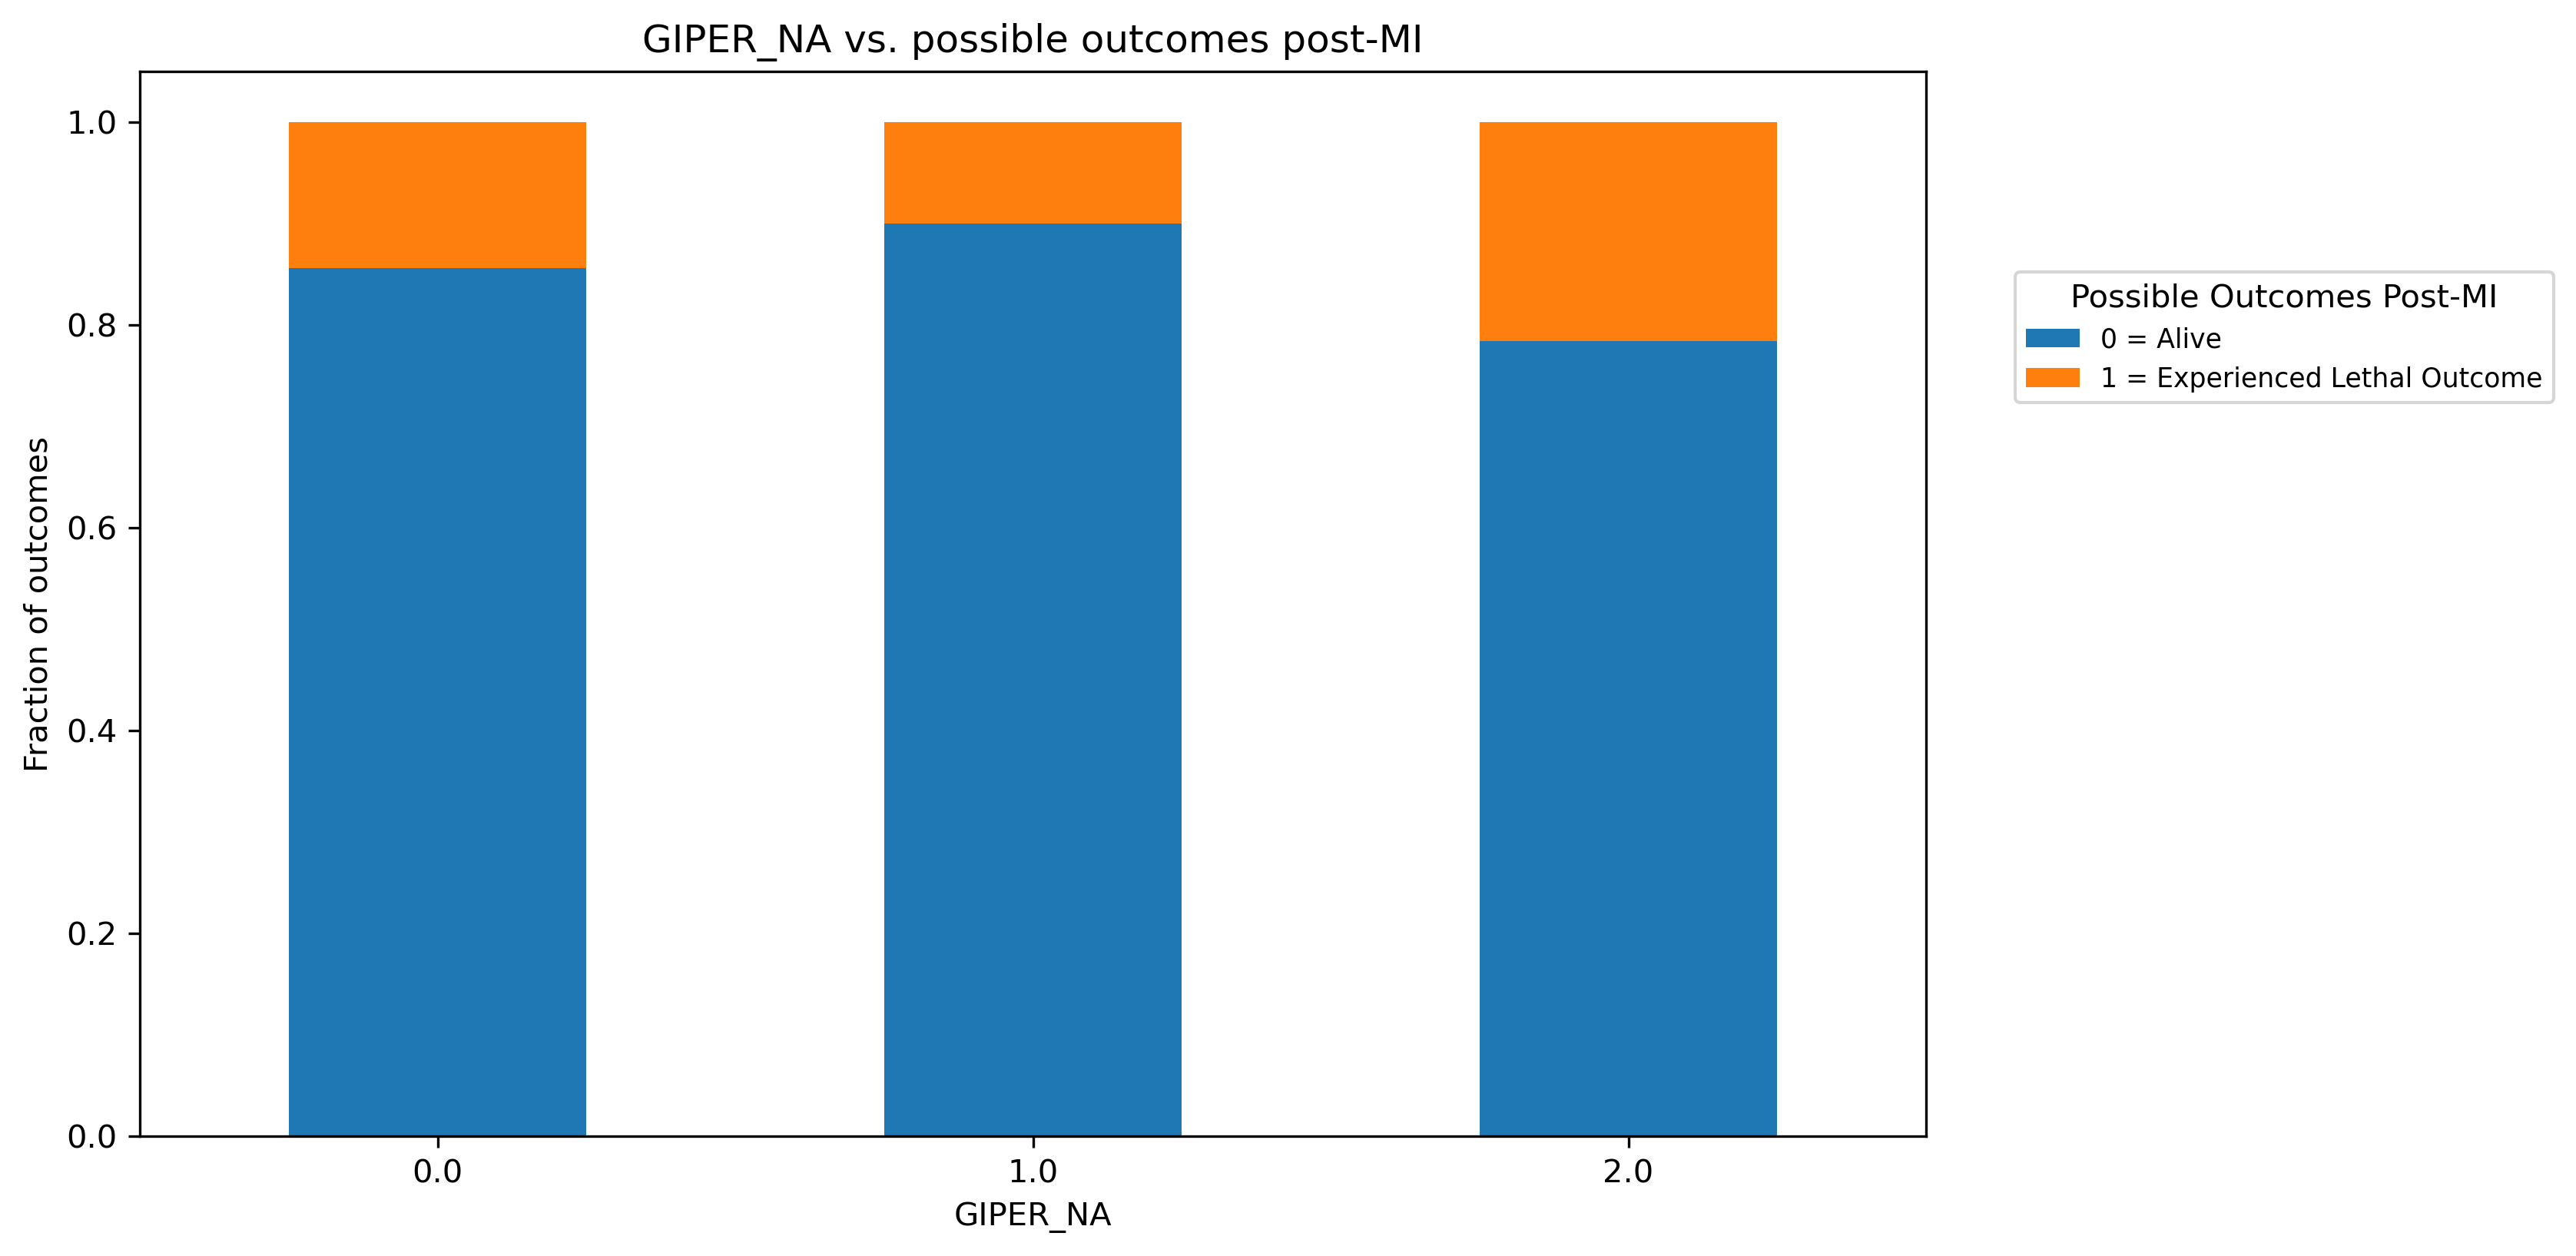 GIPER_NA vs. possible outcomes post-MI
1.0
0.8
0.6
0.4
0.2
0.0
Fraction of outcomes
0.0 1.0 2.0
GIPER_NA
Possible Outcomes Post-MI
0 = Alive
1 = Experienced Lethal Outcome